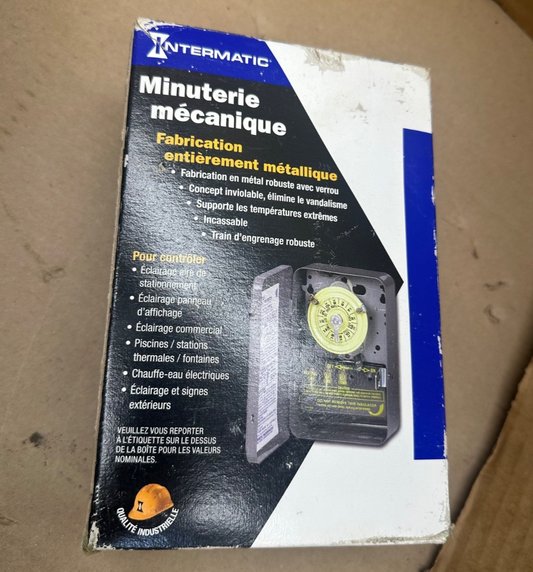 INTERMATIC®
Minuterie
mécanique
Fabrication
entièrement métallique
• Fabrication en métal robuste avec verrou
• Concept inviolable, élimine le vandalisme
• Supporte les températures extrêmes
• Incassable
• Train d'engrenage robuste
Pour contrôler
• Éclairage aire de
stationnement
• Éclairage panneau
d'affichage
• Éclairage commercial
• Piscines / stations
thermales / fontaines
• Chauffe-eau électriques
• Éclairage et signes
extérieurs
VEUILLEZ VOUS REPORTER
À L'ÉTIQUETTE SUR LE DESSUS
DE LA BOÎTE POUR LES VALEURS
NOMINALES.
QUALITÉ INDUSTRIELLE